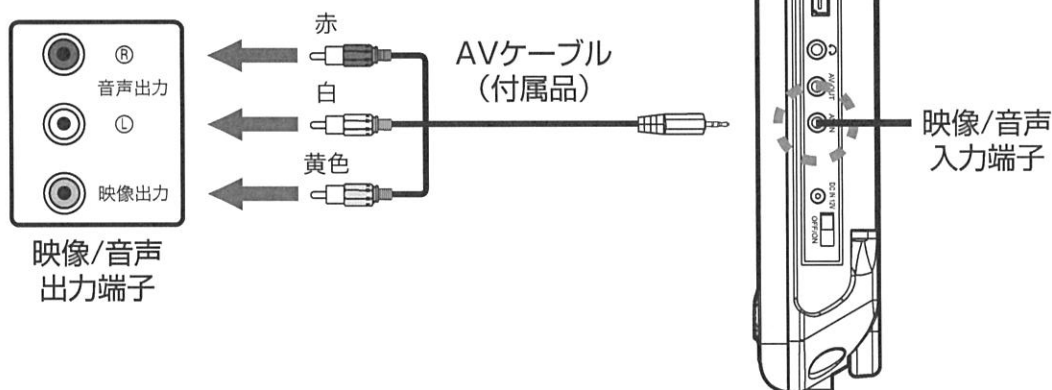 赤
Ⓡ
音声出力
白
Ⓛ
黄色
映像出力
映像/音声
出力端子
AVケーブル
（付属品）
AV OUT
AV IN
DC IN 12V
OFF/ON
映像/音声
入力端子